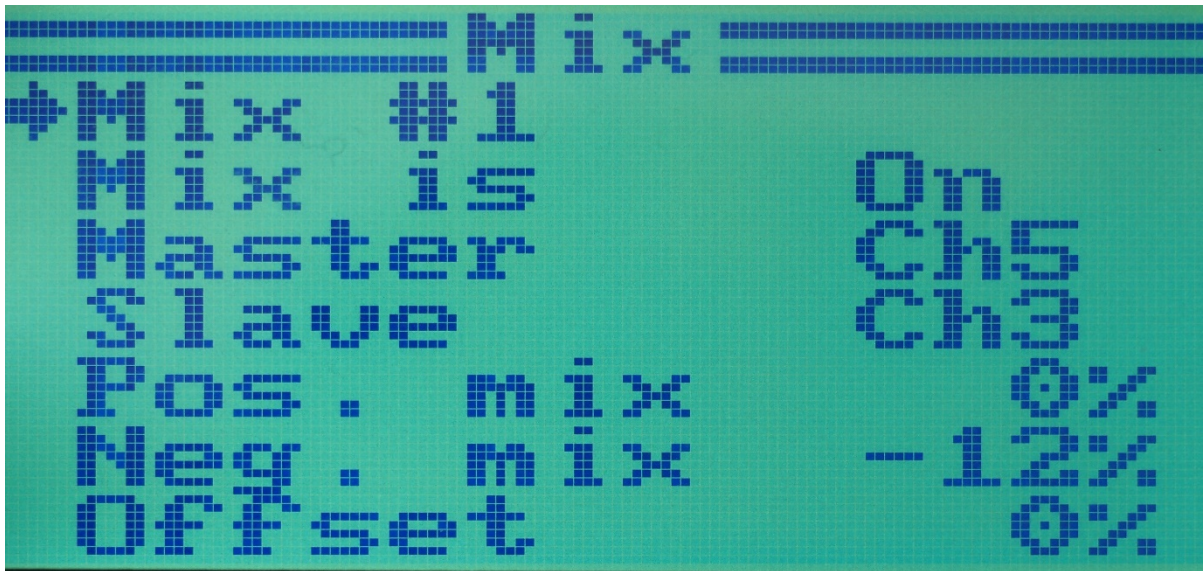 Mix
Mix #1
Mix is On
Master Ch5
Slave Ch3
Pos. mix 0%
Neg. mix -12%
Offset 0%